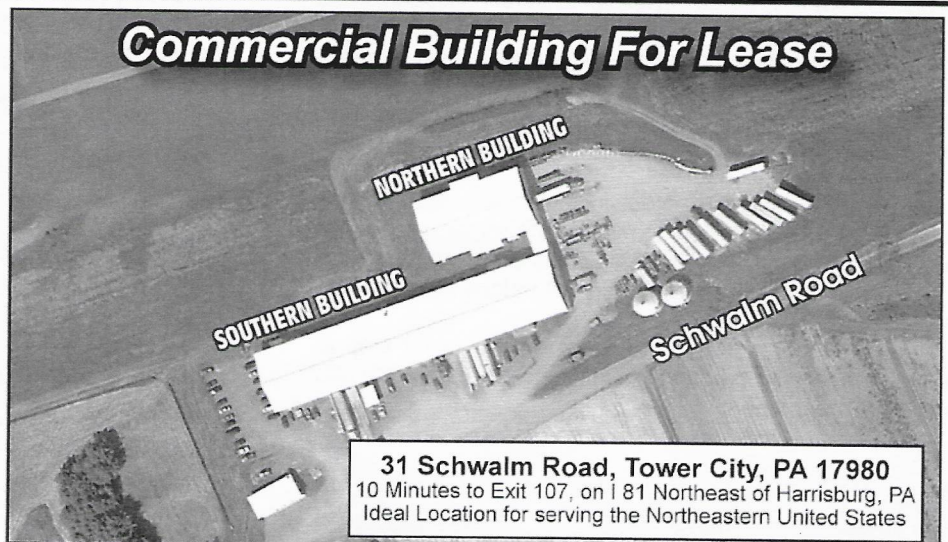 Commercial Building For Lease
NORTHERN BUILDING
SOUTHERN BUILDING
Schwalm Road
31 Schwalm Road, Tower City, PA 17980
10 Minutes to Exit 107, on I 81 Northeast of Harrisburg, PA
Ideal Location for serving the Northeastern United States